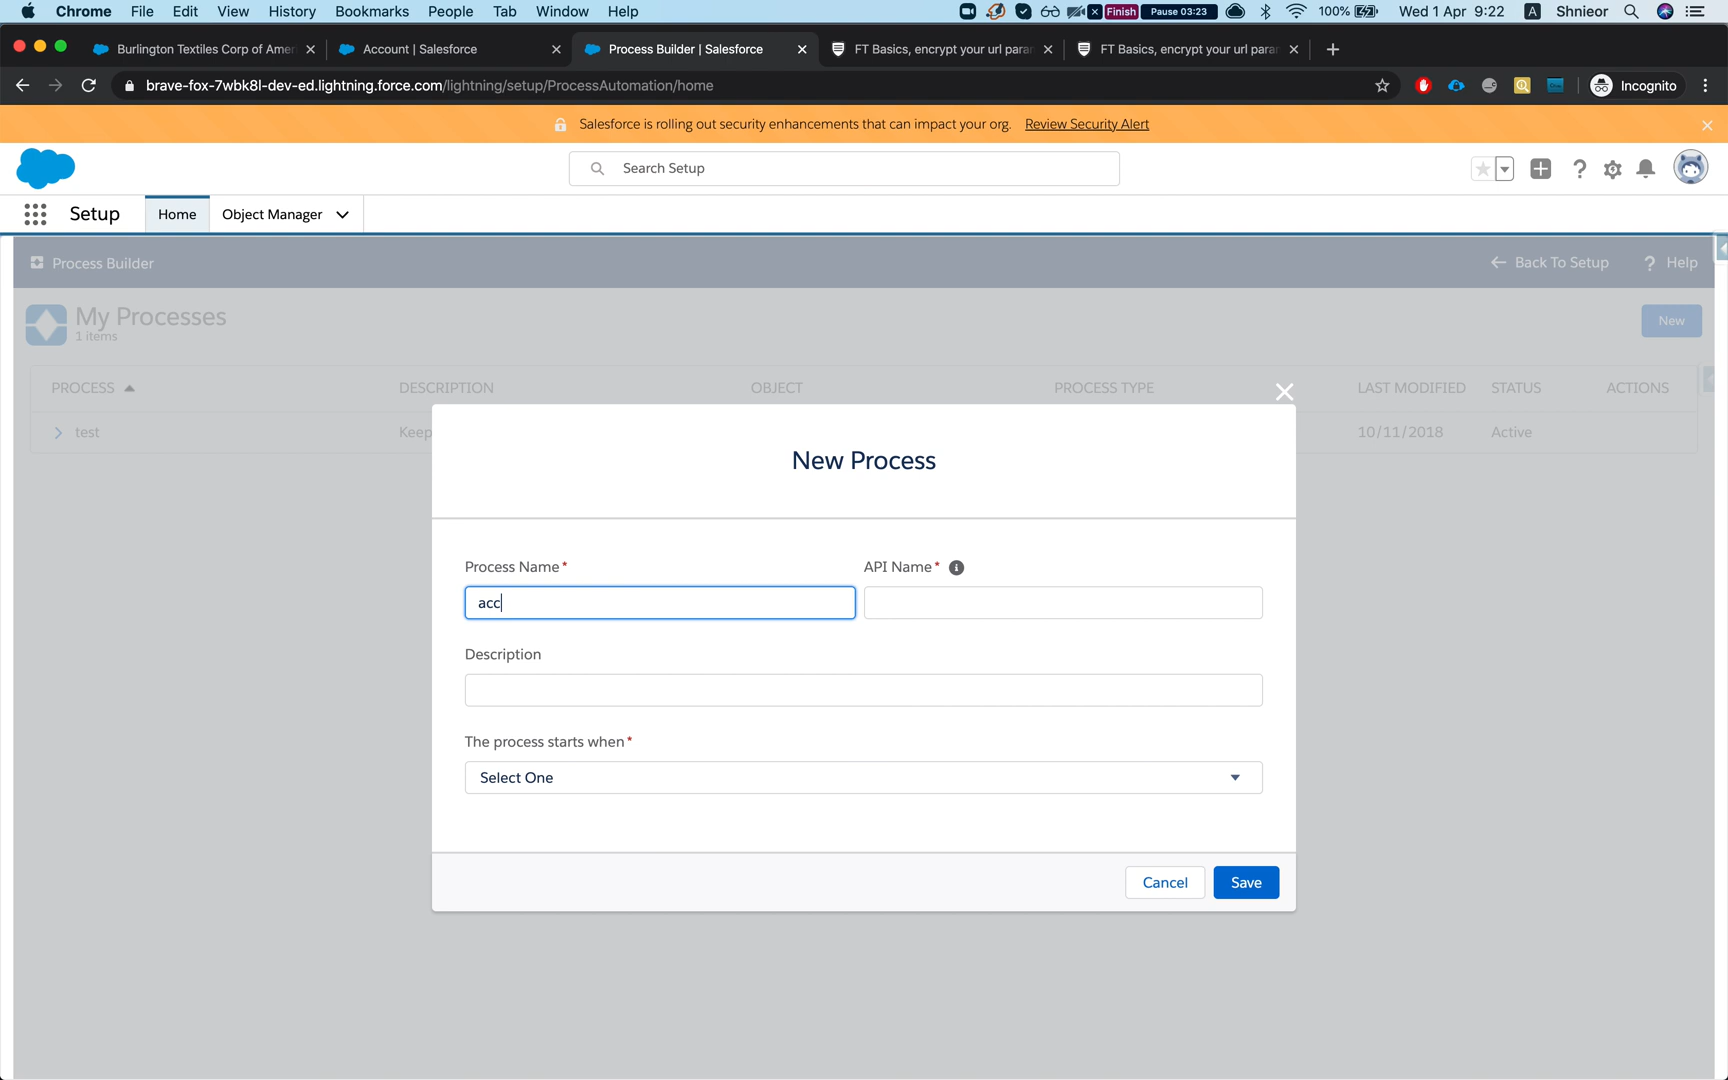 Chrome File Edit View History Bookmarks People Tab Window Help Finish Pause 03:23 100% Wed 1 Apr 9:22 A Shnieor
Burlington Textiles Corp of Amer Account | Salesforce Process Builder | Salesforce FT Basics, encrypt your url para FT Basics, encrypt your url para
brave-fox-7wbk8l-dev-ed.lightning.force.com/lightning/setup/ProcessAutomation/home Incognito
Salesforce is rolling out security enhancements that can impact your org. Review Security Alert
Search Setup
Setup Home Object Manager
Process Builder Back To Setup ? Help
My Processes
1 items
New
PROCESS DESCRIPTION OBJECT PROCESS TYPE LAST MODIFIED STATUS ACTIONS
test Keep 10/11/2018 Active
New Process
Process Name* API Name*
acc
Description
The process starts when*
Select One
Cancel Save